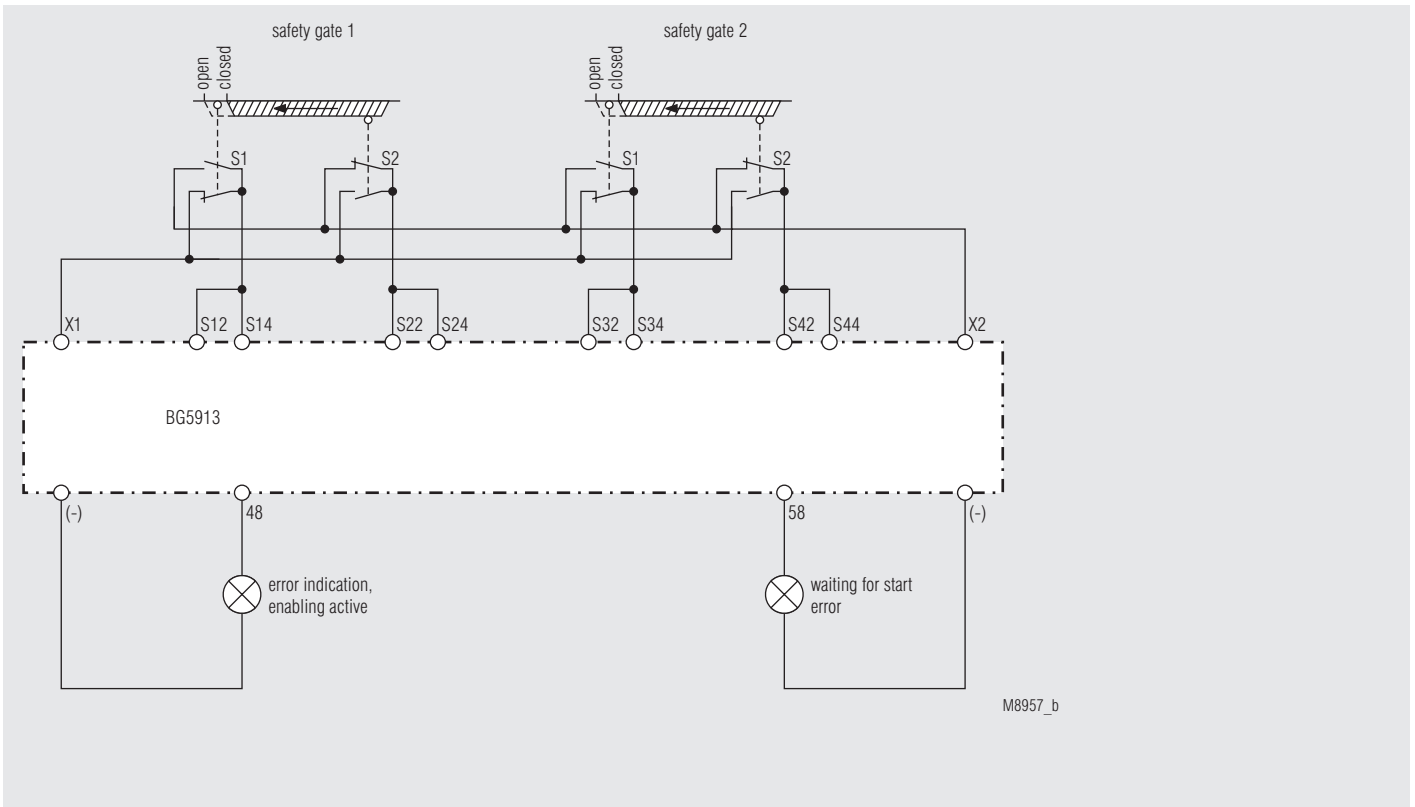 safety gate 1
safety gate 2
open
closed
open
closed
S1
S2
S1
S2
X1
S12
S14
S22
S24
S32
S34
S42
S44
X2
BG5913
(-)
48
58
(-)
error indication,
enabling active
waiting for start
error
M8957_b